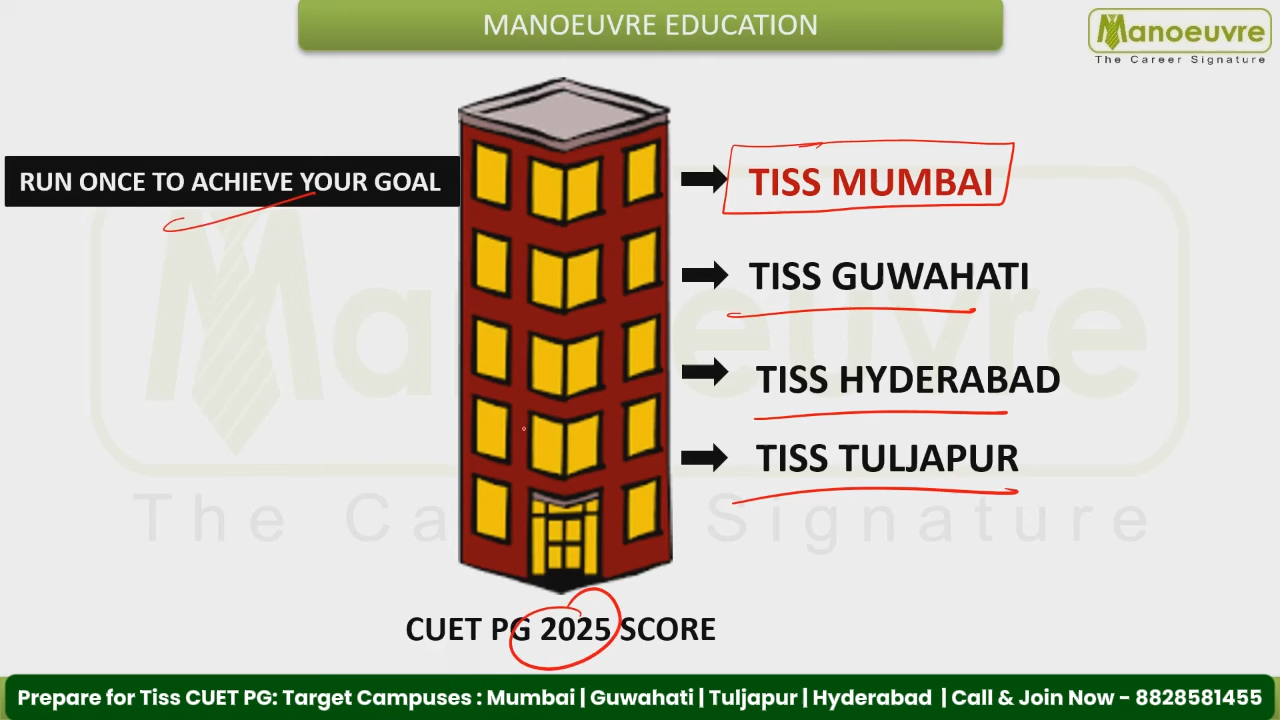 MANOEUVRE EDUCATION
Manoeuvre
The Career Signature
RUN ONCE TO ACHIEVE YOUR GOAL
TISS MUMBAI
TISS GUWAHATI
TISS HYDERABAD
TISS TULJAPUR
CUET PG 2025 SCORE
Prepare for Tiss CUET PG: Target Campuses : Mumbai | Guwahati | Tuljapur | Hyderabad | Call & Join Now - 8828581455